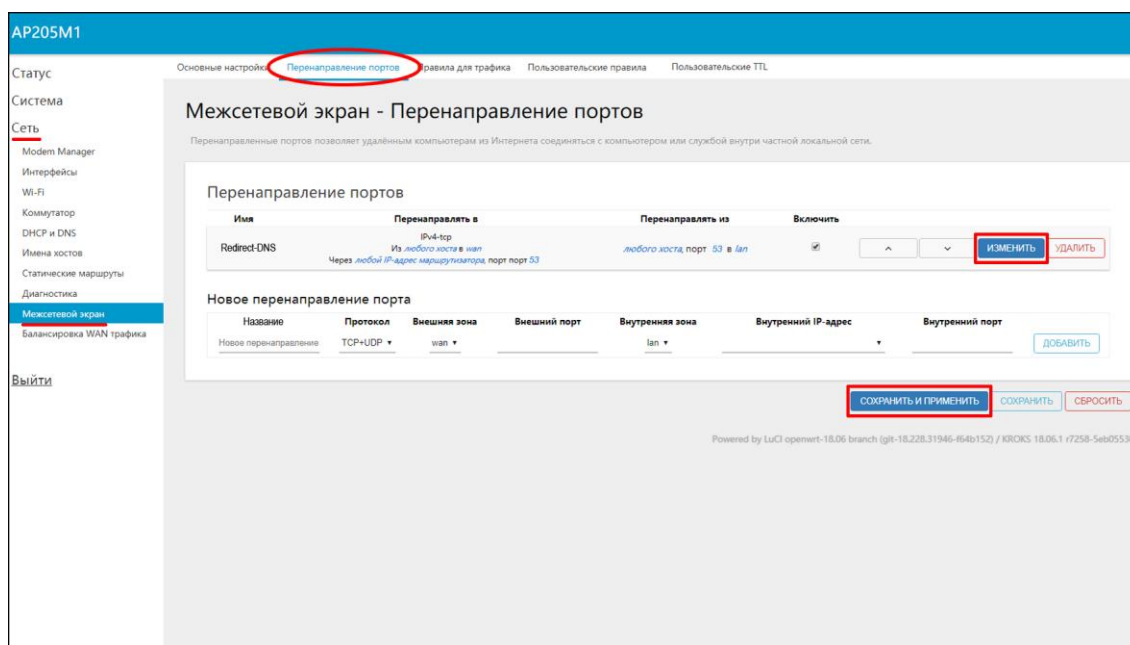 AP205M1
Статус
Система
Сеть
Modem Manager
Интерфейсы
Wi-Fi
Коммутатор
DHCP и DNS
Имена хостов
Статические маршруты
Диагностика
Межсетевой экран
Балансировка WAN трафика
Выйти
Основные настройки Перенаправление портов Правила для трафика Пользовательские правила Пользовательские TTL
Межсетевой экран - Перенаправление портов
Перенаправленные портов позволяет удалённым компьютерам из Интернета соединяться с компьютером или службой внутри частной локальной сети.
Перенаправление портов
Имя Перенаправлять в Перенаправлять из Включить
IPv4-tcp
Redirect-DNS Из любого хоста в wan любого хоста, порт 53 в lan ИЗМЕНИТЬ УДАЛИТЬ
Через любой IP-адрес маршрутизатора, порт порт 53
Новое перенаправление порта
Название Протокол Внешняя зона Внешний порт Внутренняя зона Внутренний IP-адрес Внутренний порт
Новое перенаправление TCP+UDP wan lan ДОБАВИТЬ
СОХРАНИТЬ И ПРИМЕНИТЬ СОХРАНИТЬ СБРОСИТЬ
Powered by LuCI openwrt-18.06 branch (git-18.228.31946-f64b152) / KROKS 18.06.1 r7258-5eb0553